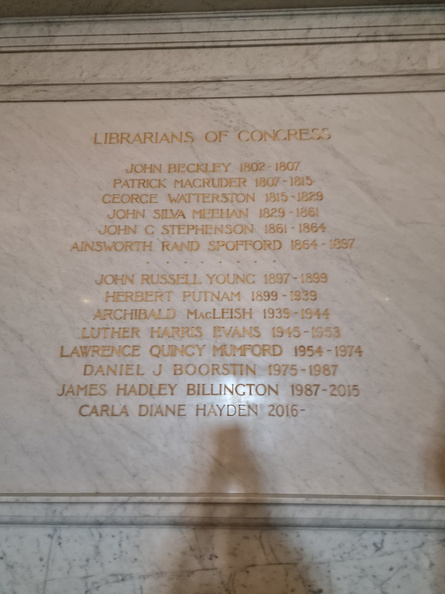 LIBRARIANS OF CONGRESS
JOHN BECKLEY 1802-1807
PATRICK MAGRUDER 1807-1815
GEORGE WATTERSTON 1815-1829
JOHN SILVA MEEHAN 1829-1861
JOHN G STEPHENSON 1861-1864
AINSWORTH RAND SPOFFORD 1864-1897
JOHN RUSSELL YOUNG 1897-1899
HERBERT PUTNAM 1899-1939
ARCHIBALD MACLEISH 1939-1944
LUTHER HARRIS EVANS 1945-1953
LAWRENCE QUINCY MUMFORD 1954-1974
DANIEL J BOORSTIN 1975-1987
JAMES HADLEY BILLINGTON 1987-2015
CARLA DIANE HAYDEN 2016-